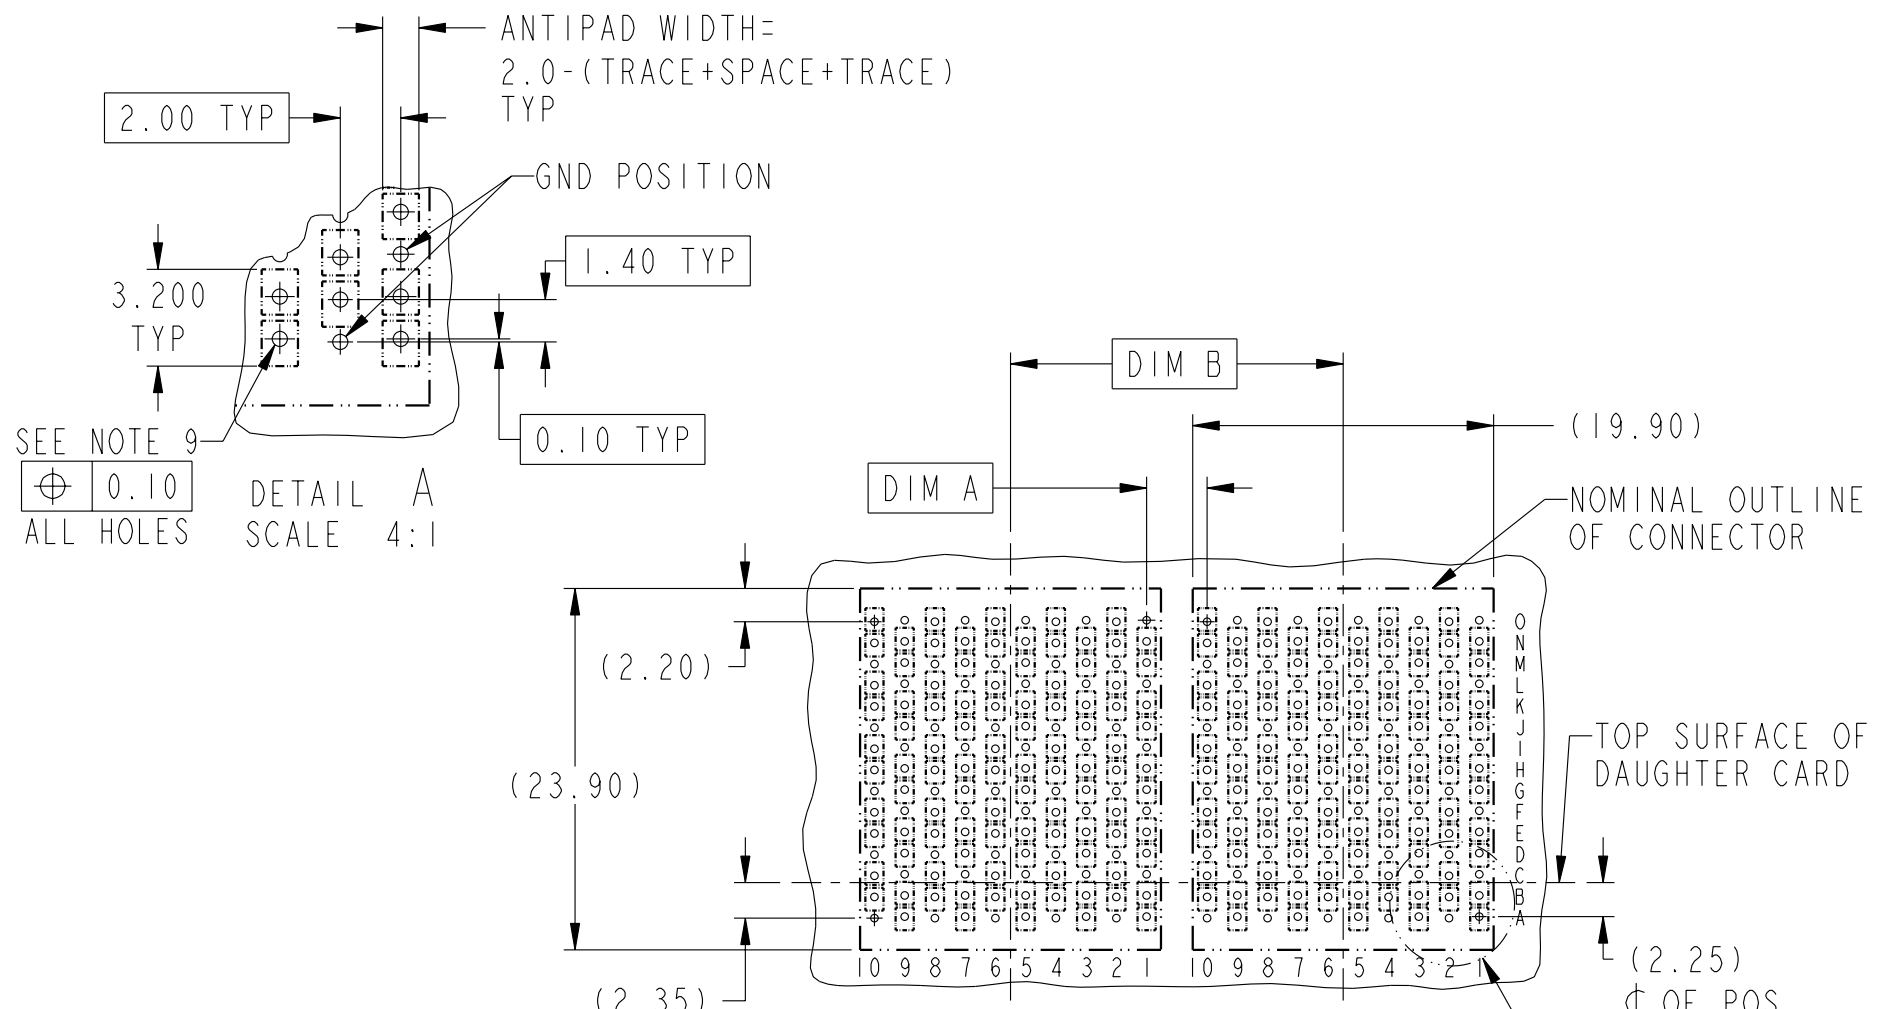 ANTIPAD WIDTH=
2.0-(TRACE+SPACE+TRACE)
TYP
2.00 TYP
GND POSITION
1.40 TYP
3.200
TYP
0.10 TYP
SEE NOTE 9
⌖ 0.10
ALL HOLES
DETAIL A
SCALE 4:1
DIM B
(19.90)
DIM A
NOMINAL OUTLINE
OF CONNECTOR
(2.20)
(23.90)
O
N
M
L
K
J
I
H
G
F
E
D
C
B
A
TOP SURFACE OF
DAUGHTER CARD
10 9 8 7 6 5 4 3 2 1 10 9 8 7 6 5 4 3 2 1
(2.25)
(2.35)
℄ OF POS